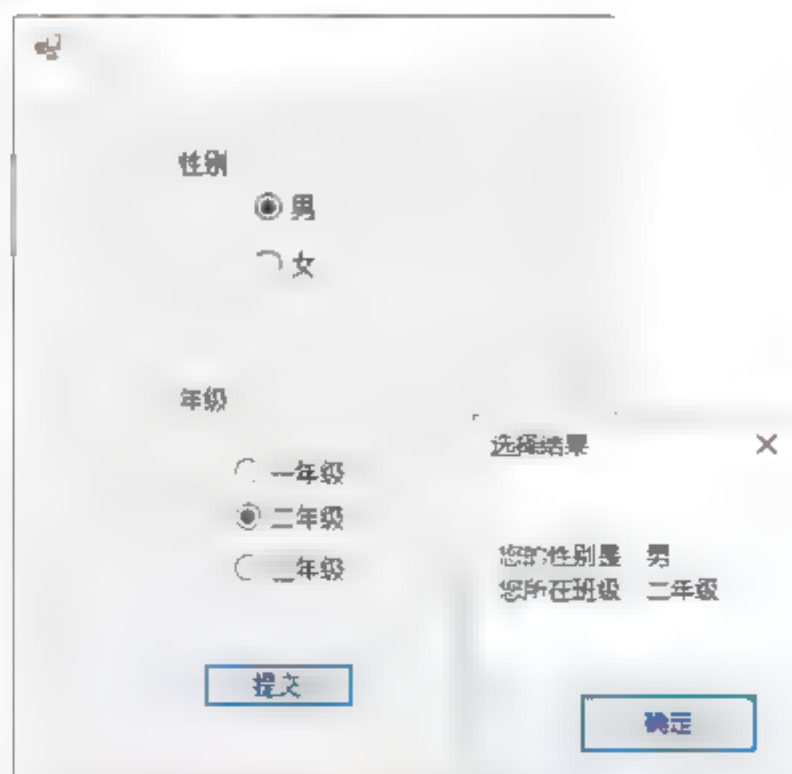 性别
男
女
年级
一年级
二年级
年级
提交
选择结果
您的性别是 男
您所在班级 二年级
确定